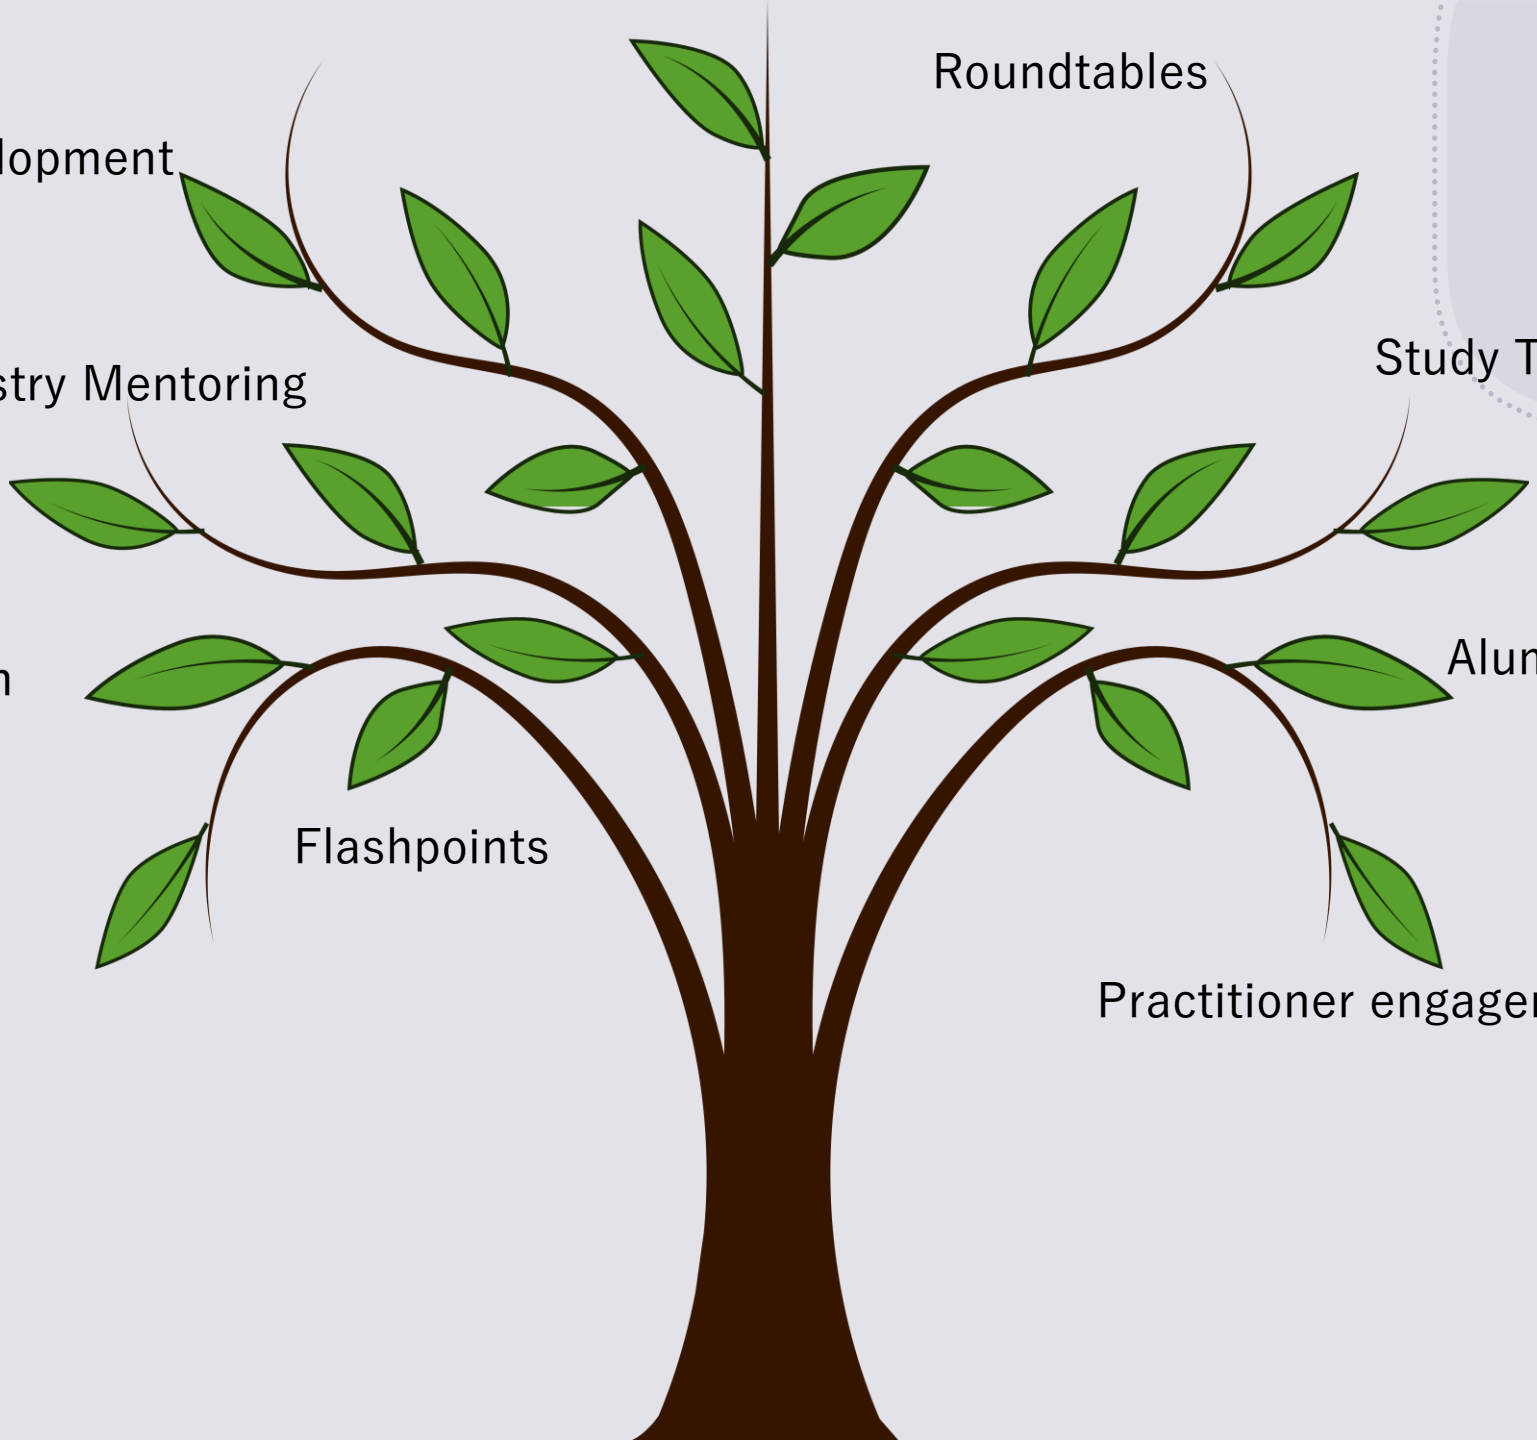 Roundtables
lopment
Study T
stry Mentoring
Alun
n
Flashpoints
Practitioner engage